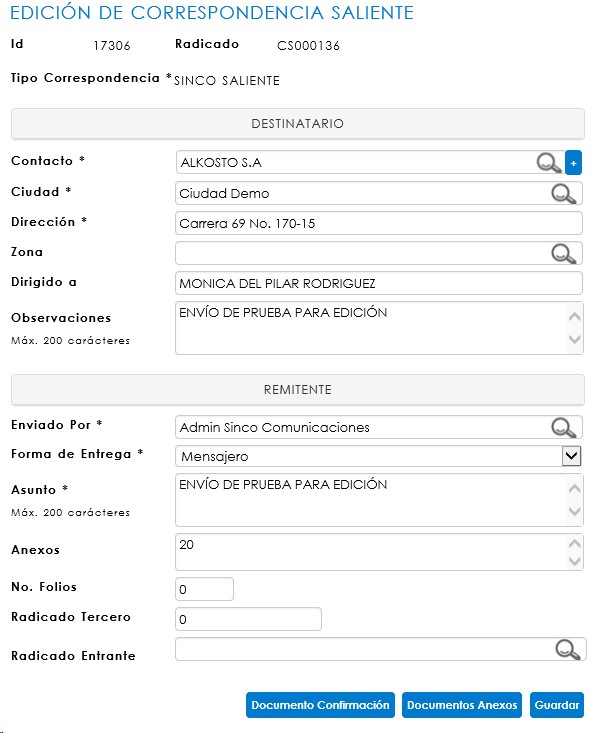 EDICIÓN DE CORRESPONDENCIA SALIENTE
Id 17306 Radicado CS000136
Tipo Correspondencia * SINCO SALIENTE
DESTINATARIO
Contacto * ALKOSTO S.A +
Ciudad * Ciudad Demo
Dirección * Carrera 69 No. 170-15
Zona
Dirigido a MONICA DEL PILAR RODRIGUEZ
Observaciones ENVÍO DE PRUEBA PARA EDICIÓN
Máx. 200 carácteres
REMITENTE
Enviado Por * Admin Sinco Comunicaciones
Forma de Entrega * Mensajero
Asunto * ENVÍO DE PRUEBA PARA EDICIÓN
Máx. 200 carácteres
Anexos 20
No. Folios 0
Radicado Tercero 0
Radicado Entrante
Documento Confirmación Documentos Anexos Guardar